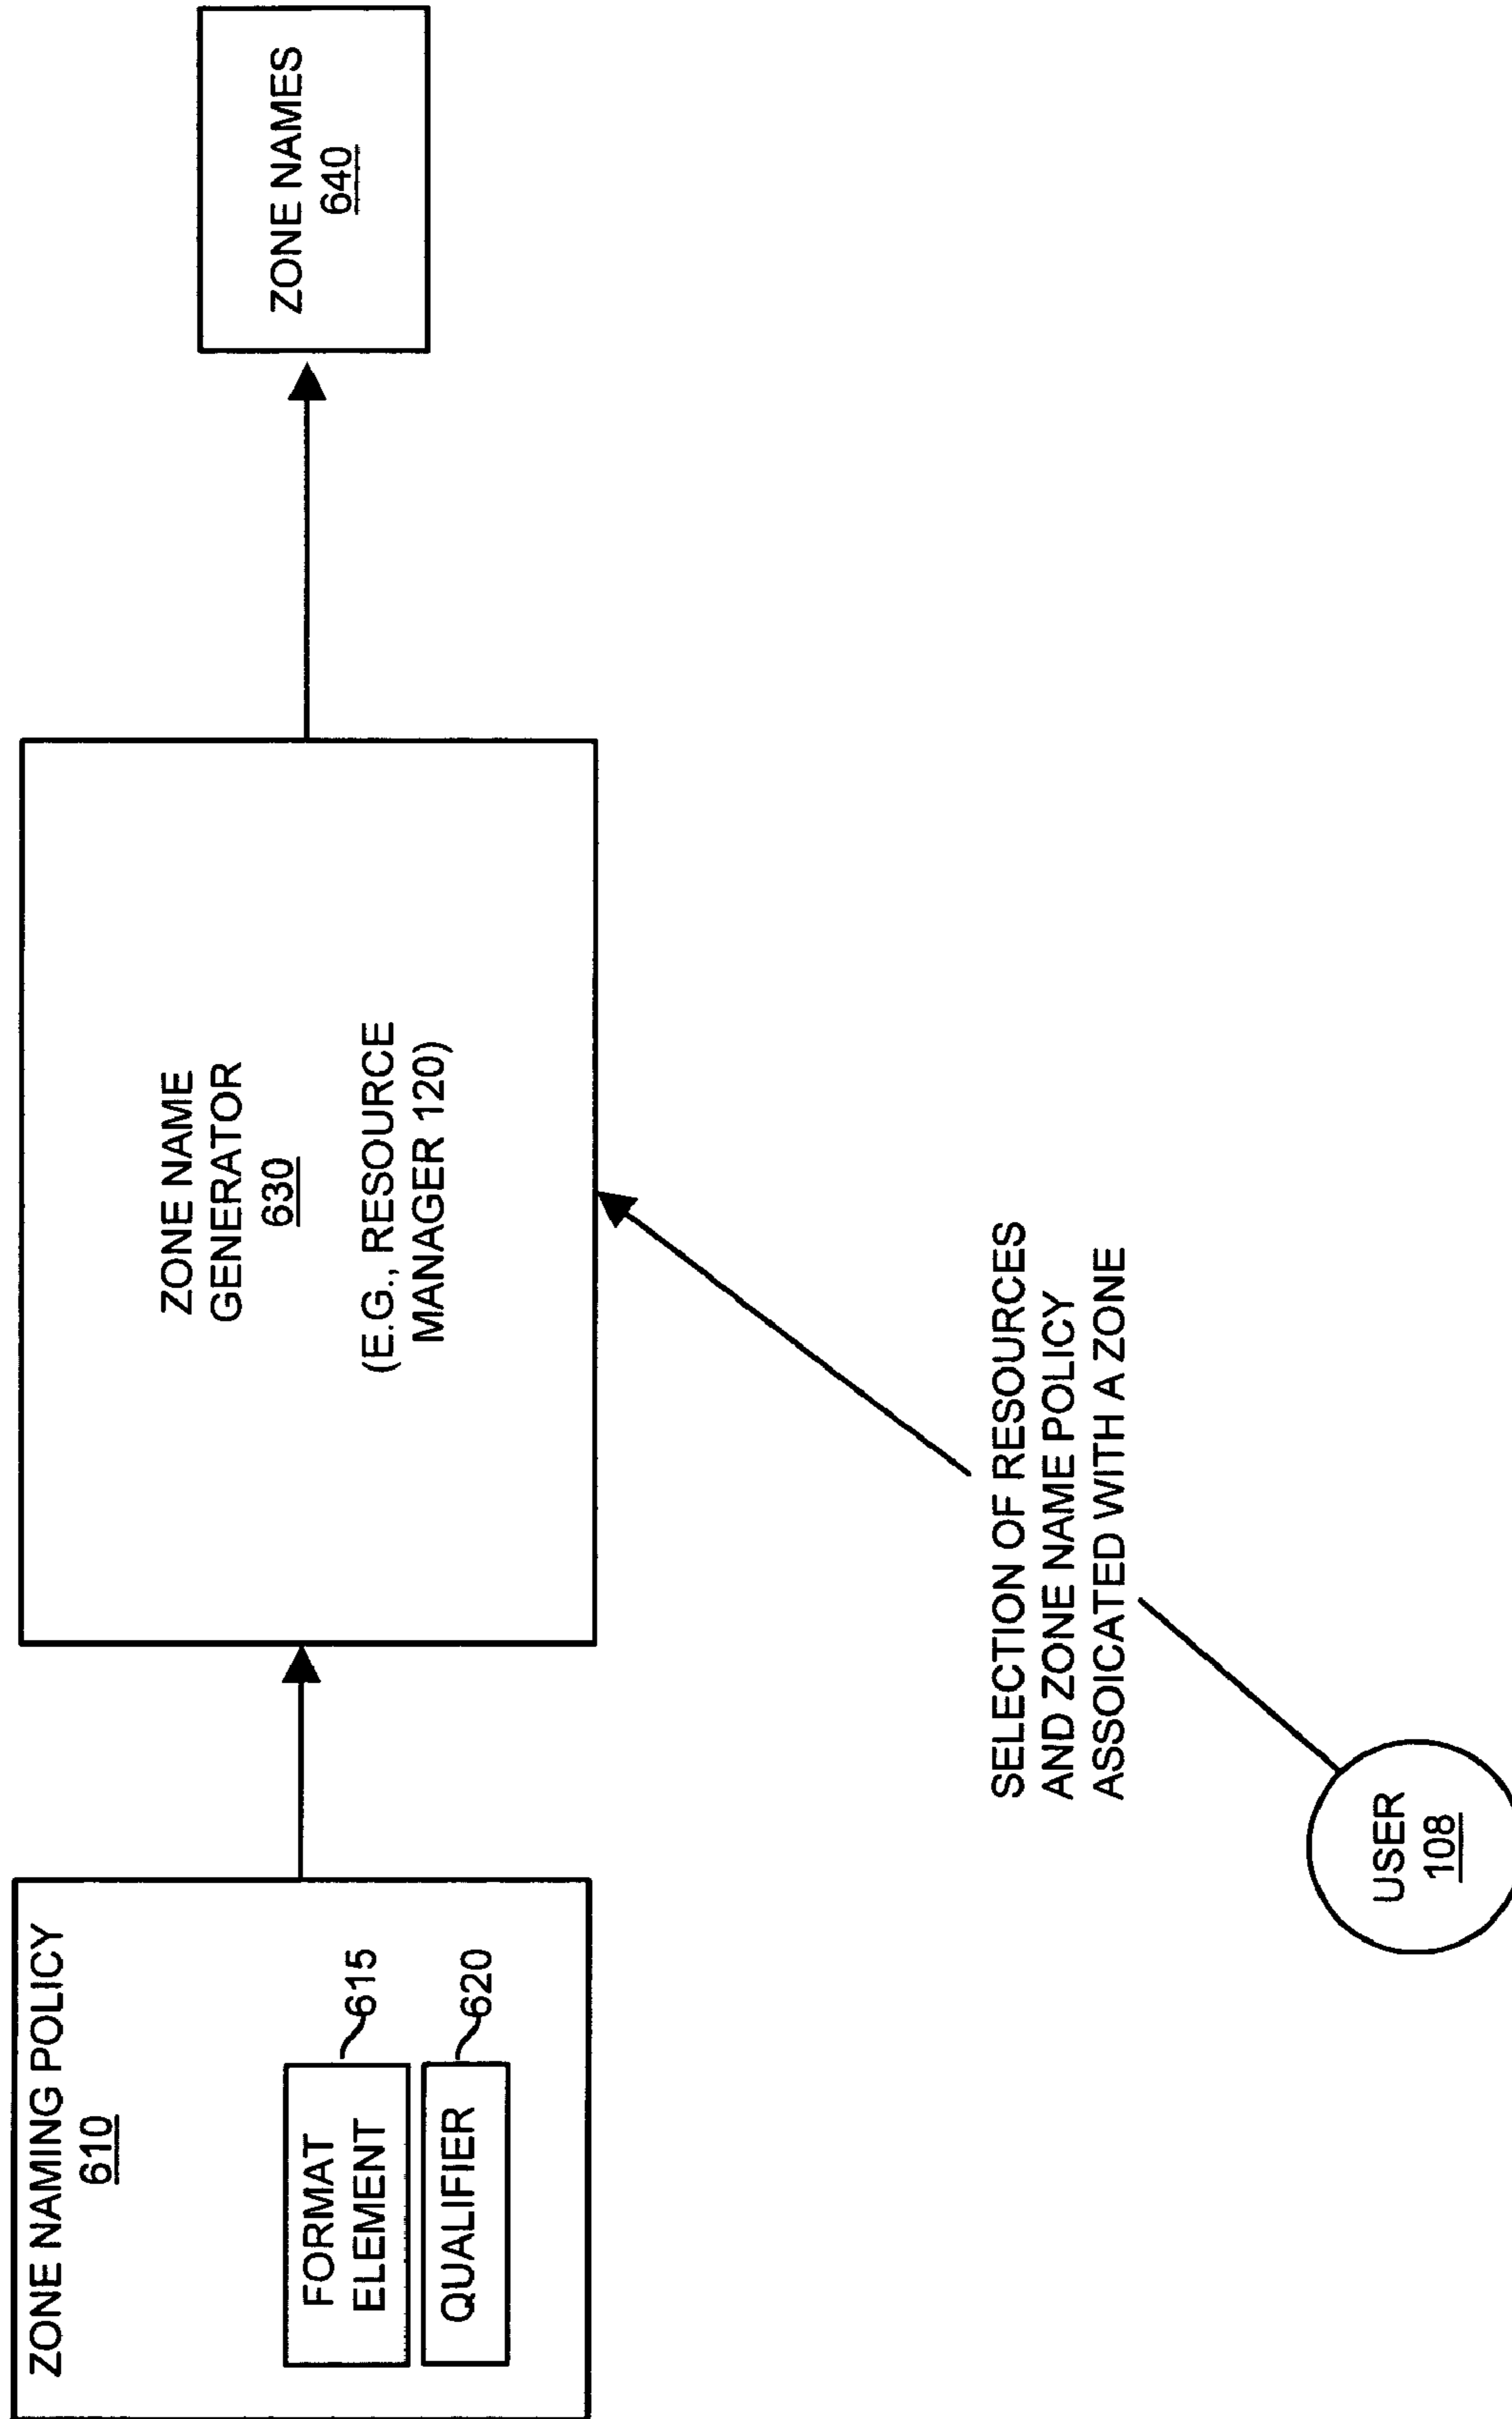 ZONE NAMING POLICY
610
FORMAT
ELEMENT
615
QUALIFIER
620
ZONE NAME
GENERATOR
630
(E.G., RESOURCE
MANAGER 120)
ZONE NAMES
640
SELECTION OF RESOURCES
AND ZONE NAME POLICY
ASSOICATED WITH A ZONE
USER
108